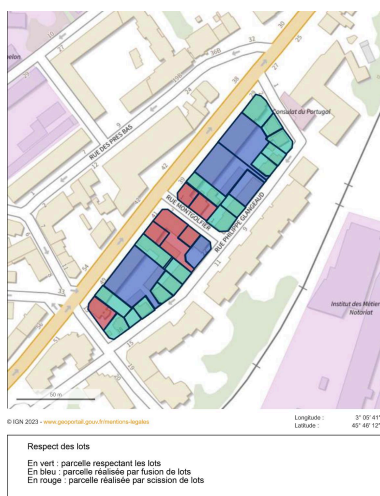 RUE DES PRES BAS
Consulat du Portugal
RUE MONTGOLFIER
RUE PHILIPPE GLANGEAUD
Institut des Métiers
Notariat
50 m
© IGN 2023 - www.geoportail.gouv.fr/mentions-legales
Longitude : 3° 05' 41"
Latitude : 45° 46' 12"
Respect des lots
En vert : parcelle respectant les lots
En bleu : parcelle réalisée par fusion de lots
En rouge : parcelle réalisée par scission de lots